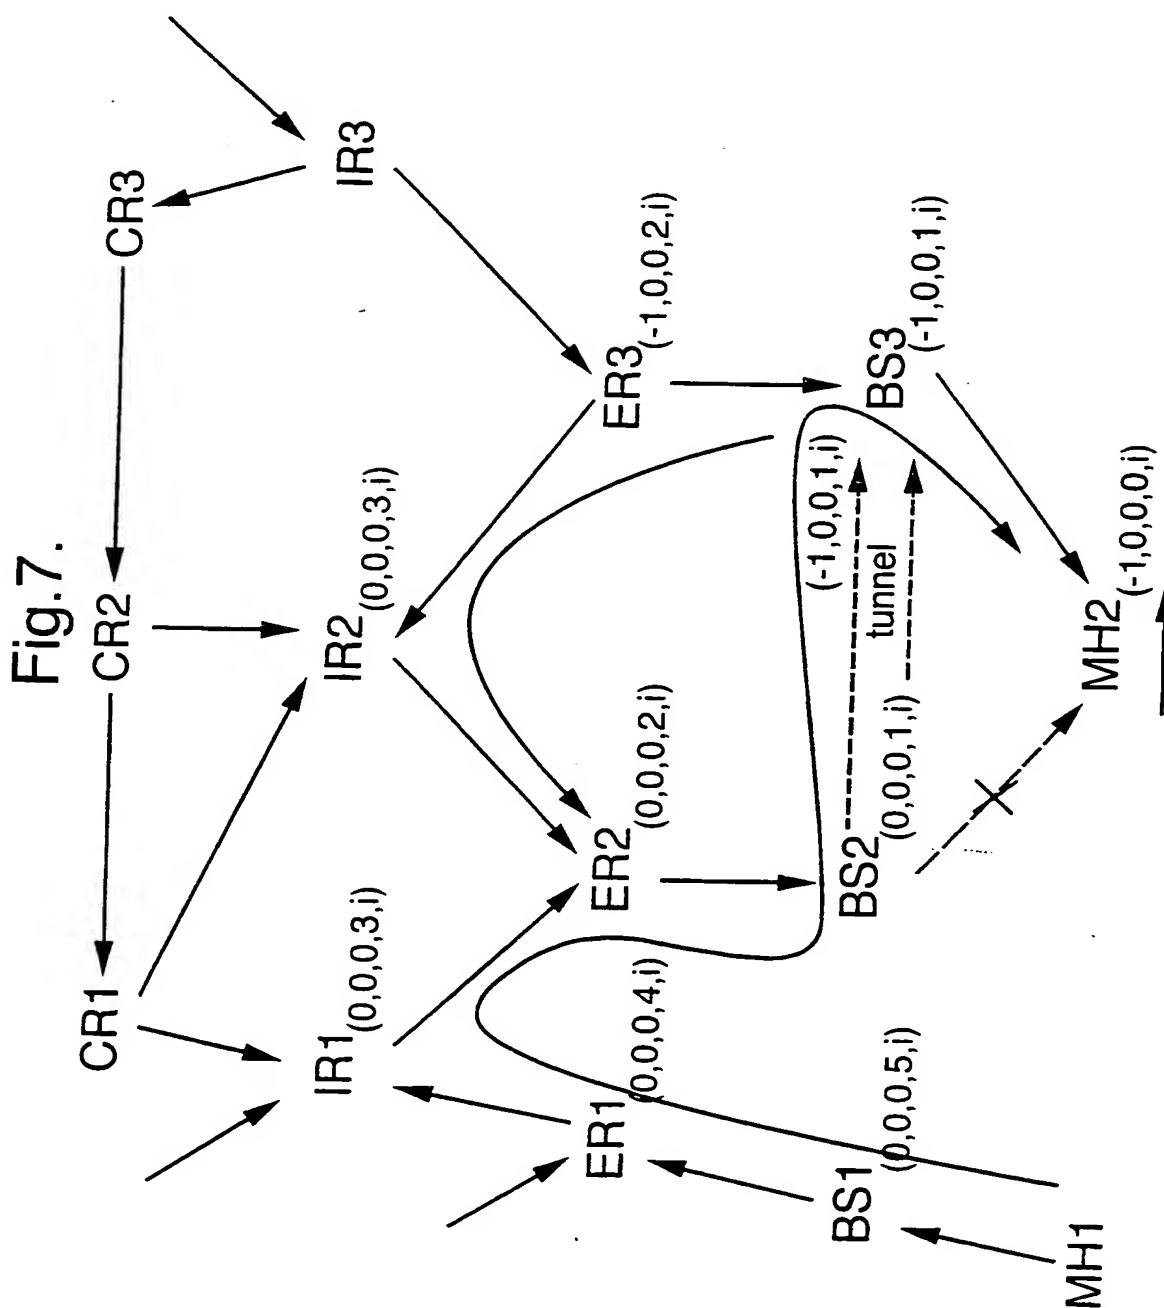 Fig.7.
CR1
CR2
CR3
IR1
(0,0,0,3,i)
IR2
(0,0,0,3,i)
IR3
ER1
(0,0,0,4,i)
ER2
(0,0,0,2,i)
ER3
(-1,0,0,2,i)
BS1
(0,0,0,5,i)
BS2
(0,0,0,1,i)
tunnel
(-1,0,0,1,i)
BS3
(-1,0,0,1,i)
MH1
MH2
(-1,0,0,0,i)